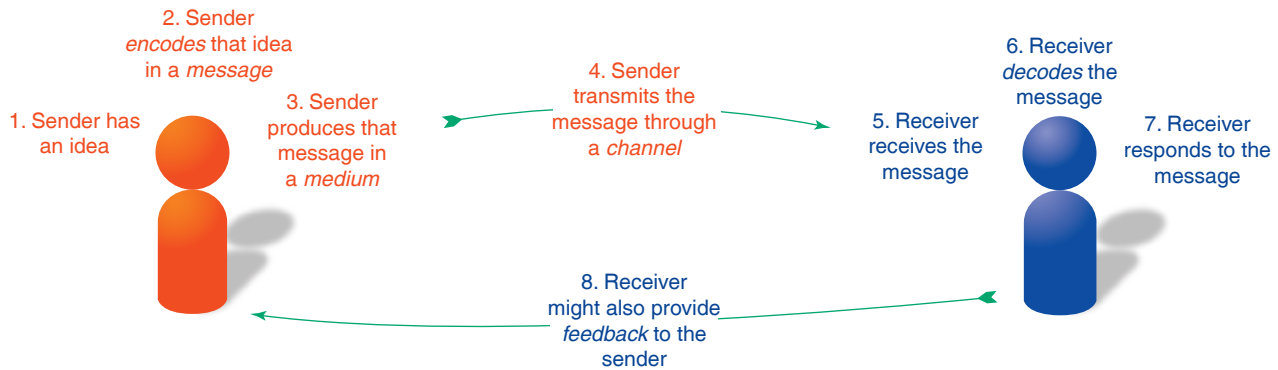 1. Sender has
an idea
2. Sender
encodes that idea
in a message
3. Sender
produces that
message in
a medium
4. Sender
transmits the
message through
a channel
5. Receiver
receives the
message
6. Receiver
decodes the
message
7. Receiver
responds to the
message
8. Receiver
might also provide
feedback to the
sender